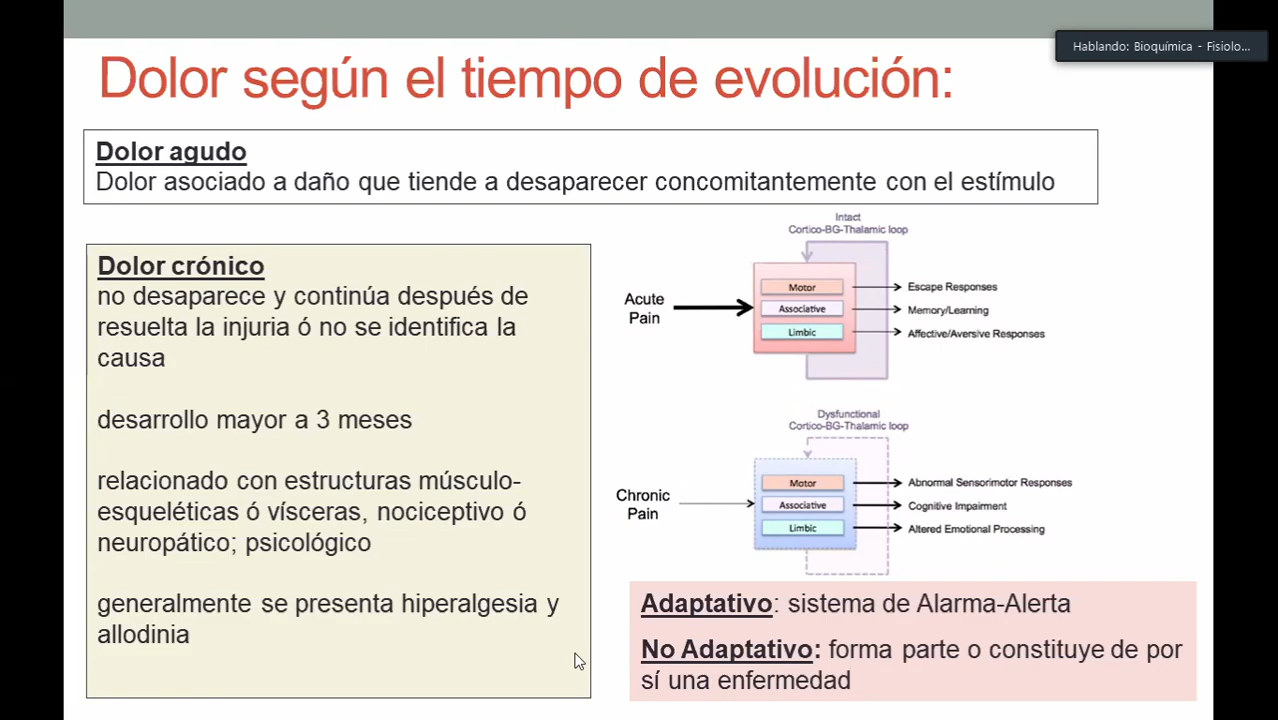 Hablando: Bioquímica - Fisiolo...
Dolor según el tiempo de evolución:
Dolor agudo
Dolor asociado a daño que tiende a desaparecer concomitantemente con el estímulo
Dolor crónico
no desaparece y continúa después de
resuelta la injuria ó no se identifica la
causa
desarrollo mayor a 3 meses
relacionado con estructuras músculo-
esqueléticas ó vísceras, nociceptivo ó
neuropático; psicológico
generalmente se presenta hiperalgesia y
allodinia
Intact
Cortico-BG-Thalamic loop
Acute
Pain
Motor
Associative
Limbic
Escape Responses
Memory/Learning
Affective/Aversive Responses
Dysfunctional
Cortico-BG-Thalamic loop
Chronic
Pain
Motor
Associative
Limbic
Abnormal Sensorimotor Responses
Cognitive Impairment
Altered Emotional Processing
Adaptativo: sistema de Alarma-Alerta
No Adaptativo: forma parte o constituye de por
sí una enfermedad